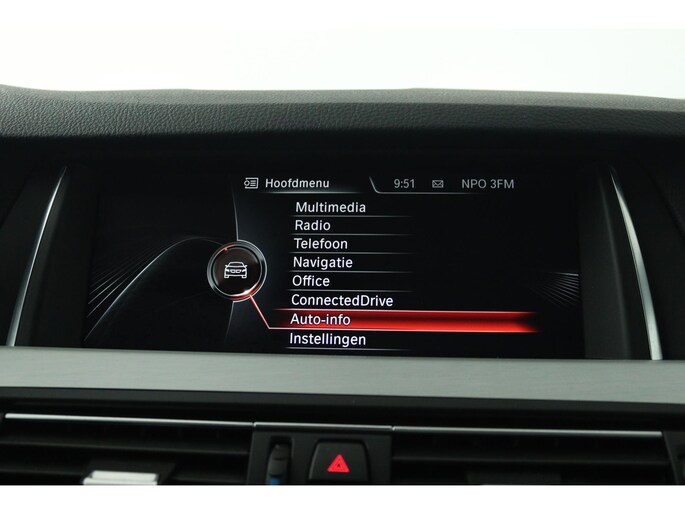 Hoofdmenu 9:51 NPO 3FM
Multimedia
Radio
Telefoon
Navigatie
Office
ConnectedDrive
Auto-info
Instellingen